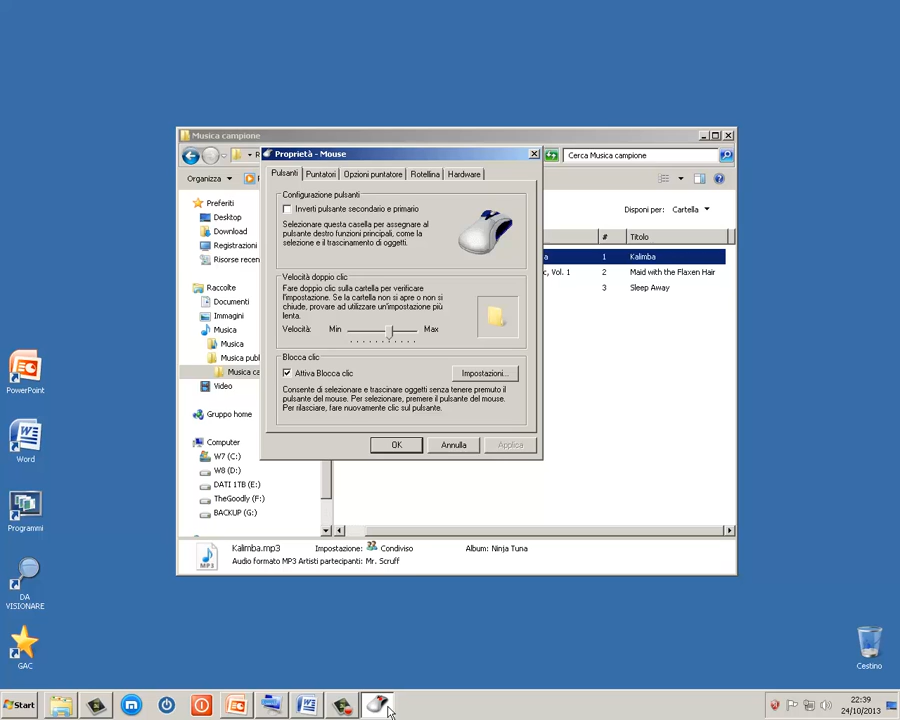 Musica campione
Cerca Musica campione
Organizza
Disponi per: Cartella
Preferiti
Desktop
Download
Registrazioni
Risorse recen
Raccolte
Documenti
Immagini
Musica
Musica
Musica publ
Musica ca
Video
Gruppo home
Computer
W7 (C:)
W8 (D:)
DATI 1TB (E:)
TheGoodly (F:)
BACKUP (G:)
# Titolo
a 1 Kalimba
c, Vol. 1 2 Maid with the Flaxen Hair
3 Sleep Away
Proprietà - Mouse
Pulsanti Puntatori Opzioni puntatore Rotellina Hardware
Configurazione pulsanti
Inverti pulsante secondario e primario
Selezionare questa casella per assegnare al
pulsante destro funzioni principali, come la
selezione e il trascinamento di oggetti.
Velocità doppio clic
Fare doppio clic sulla cartella per verificare
l'impostazione. Se la cartella non si apre o non si
chiude, provare ad utilizzare un'impostazione più
lenta.
Velocità: Min Max
Blocca clic
Attiva Blocca clic
Impostazioni...
Consente di selezionare e trascinare oggetti senza tenere premuto il
pulsante del mouse. Per selezionare, premere il pulsante del mouse.
Per rilasciare, fare nuovamente clic sul pulsante.
OK Annulla Applica
Kalimba.mp3 Impostazione: Condiviso Album: Ninja Tuna
Audio formato MP3 Artisti partecipanti: Mr. Scruff
MP3
PowerPoint
Word
Programmi
DA
VISIONARE
GAC
Cestino
Start
22:39
24/10/2013